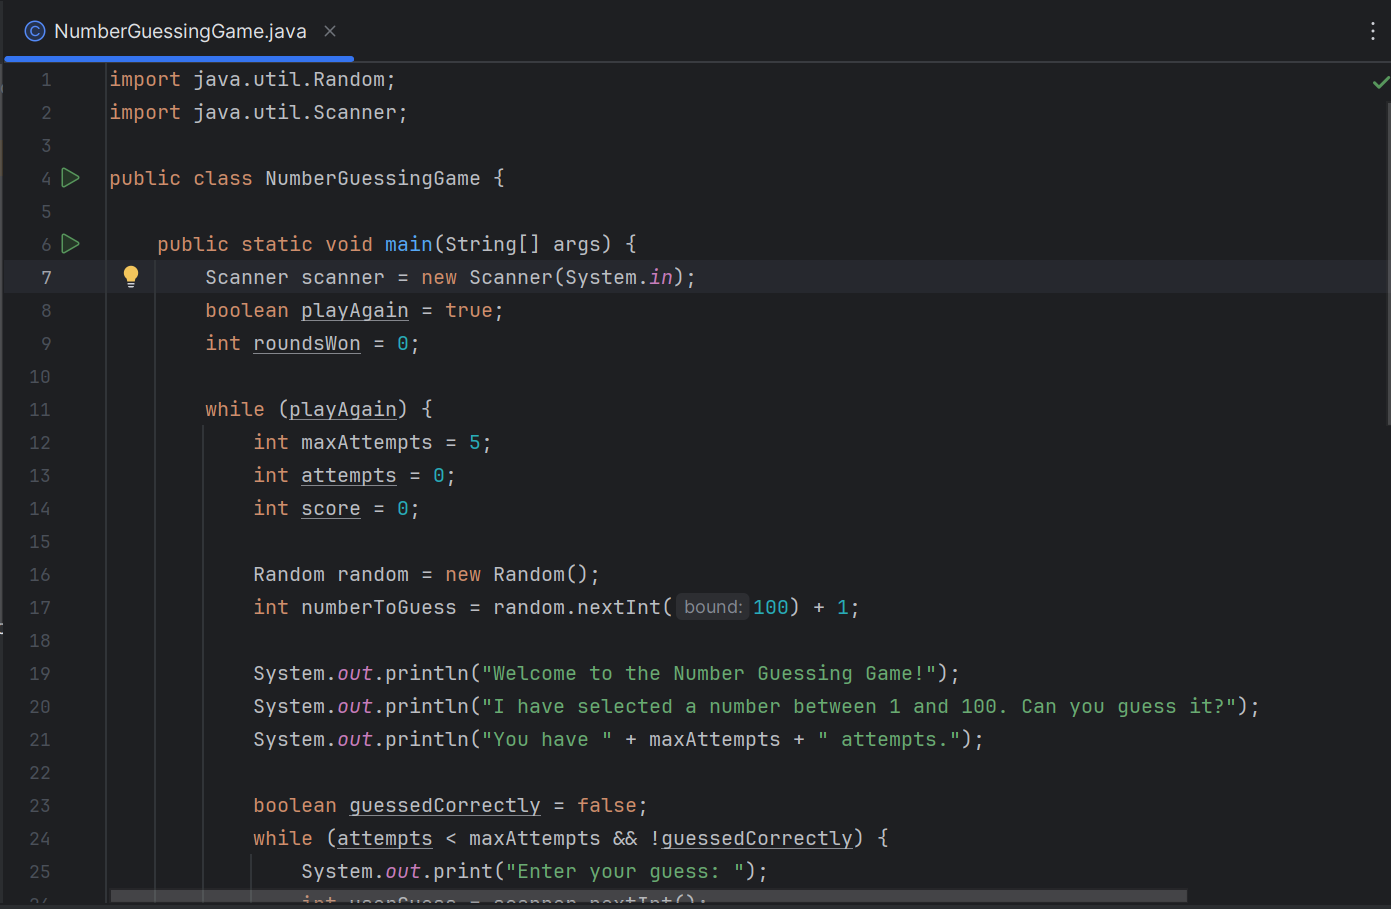 NumberGuessingGame.java
1 import java.util.Random;
2 import java.util.Scanner;
3
4 public class NumberGuessingGame {
5
6 public static void main(String[] args) {
7 Scanner scanner = new Scanner(System.in);
8 boolean playAgain = true;
9 int roundsWon = 0;
10
11 while (playAgain) {
12 int maxAttempts = 5;
13 int attempts = 0;
14 int score = 0;
15
16 Random random = new Random();
17 int numberToGuess = random.nextInt( bound: 100) + 1;
18
19 System.out.println("Welcome to the Number Guessing Game!");
20 System.out.println("I have selected a number between 1 and 100. Can you guess it?");
21 System.out.println("You have " + maxAttempts + " attempts.");
22
23 boolean guessedCorrectly = false;
24 while (attempts < maxAttempts && !guessedCorrectly) {
25 System.out.print("Enter your guess: ");
26 int userGuess = scanner.nextInt();